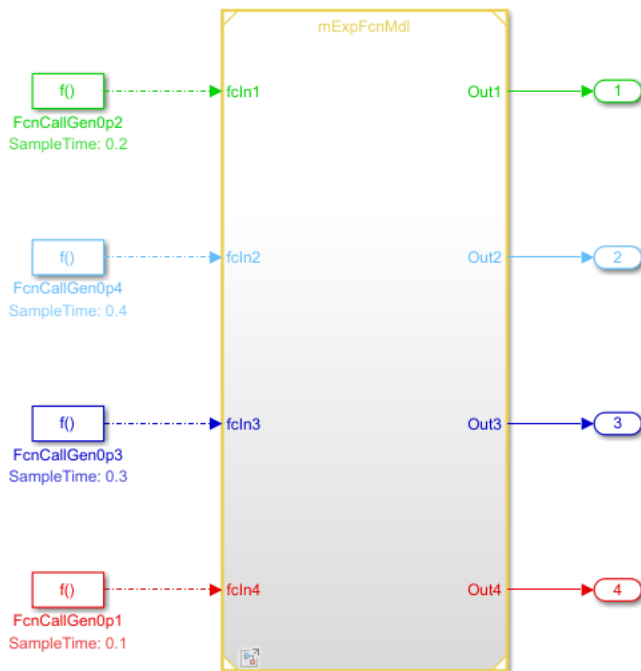 mExpFcnMdl
f()
fcIn1
Out1
1
FcnCallGen0p2
SampleTime: 0.2
f()
fcIn2
Out2
2
FcnCallGen0p4
SampleTime: 0.4
f()
fcIn3
Out3
3
FcnCallGen0p3
SampleTime: 0.3
f()
fcIn4
Out4
4
FcnCallGen0p1
SampleTime: 0.1